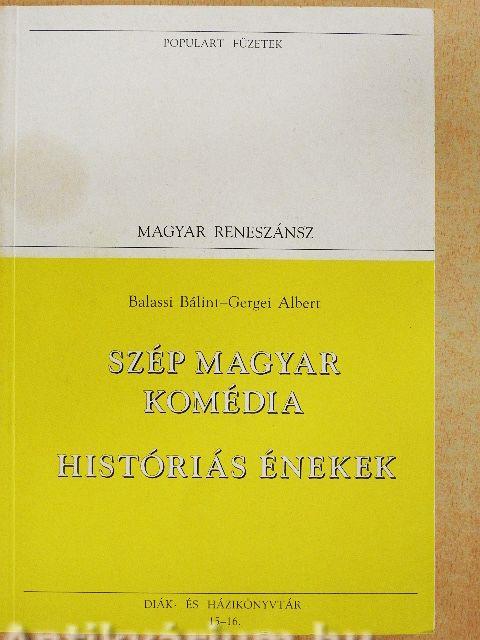 POPULART FÜZETEK
MAGYAR RENESZÁNSZ
Balassi Bálint–Gergei Albert
SZÉP MAGYAR
KOMÉDIA
HISTÓRIÁS ÉNEKEK
DIÁK- ÉS HÁZIKÖNYVTÁR
15–16.